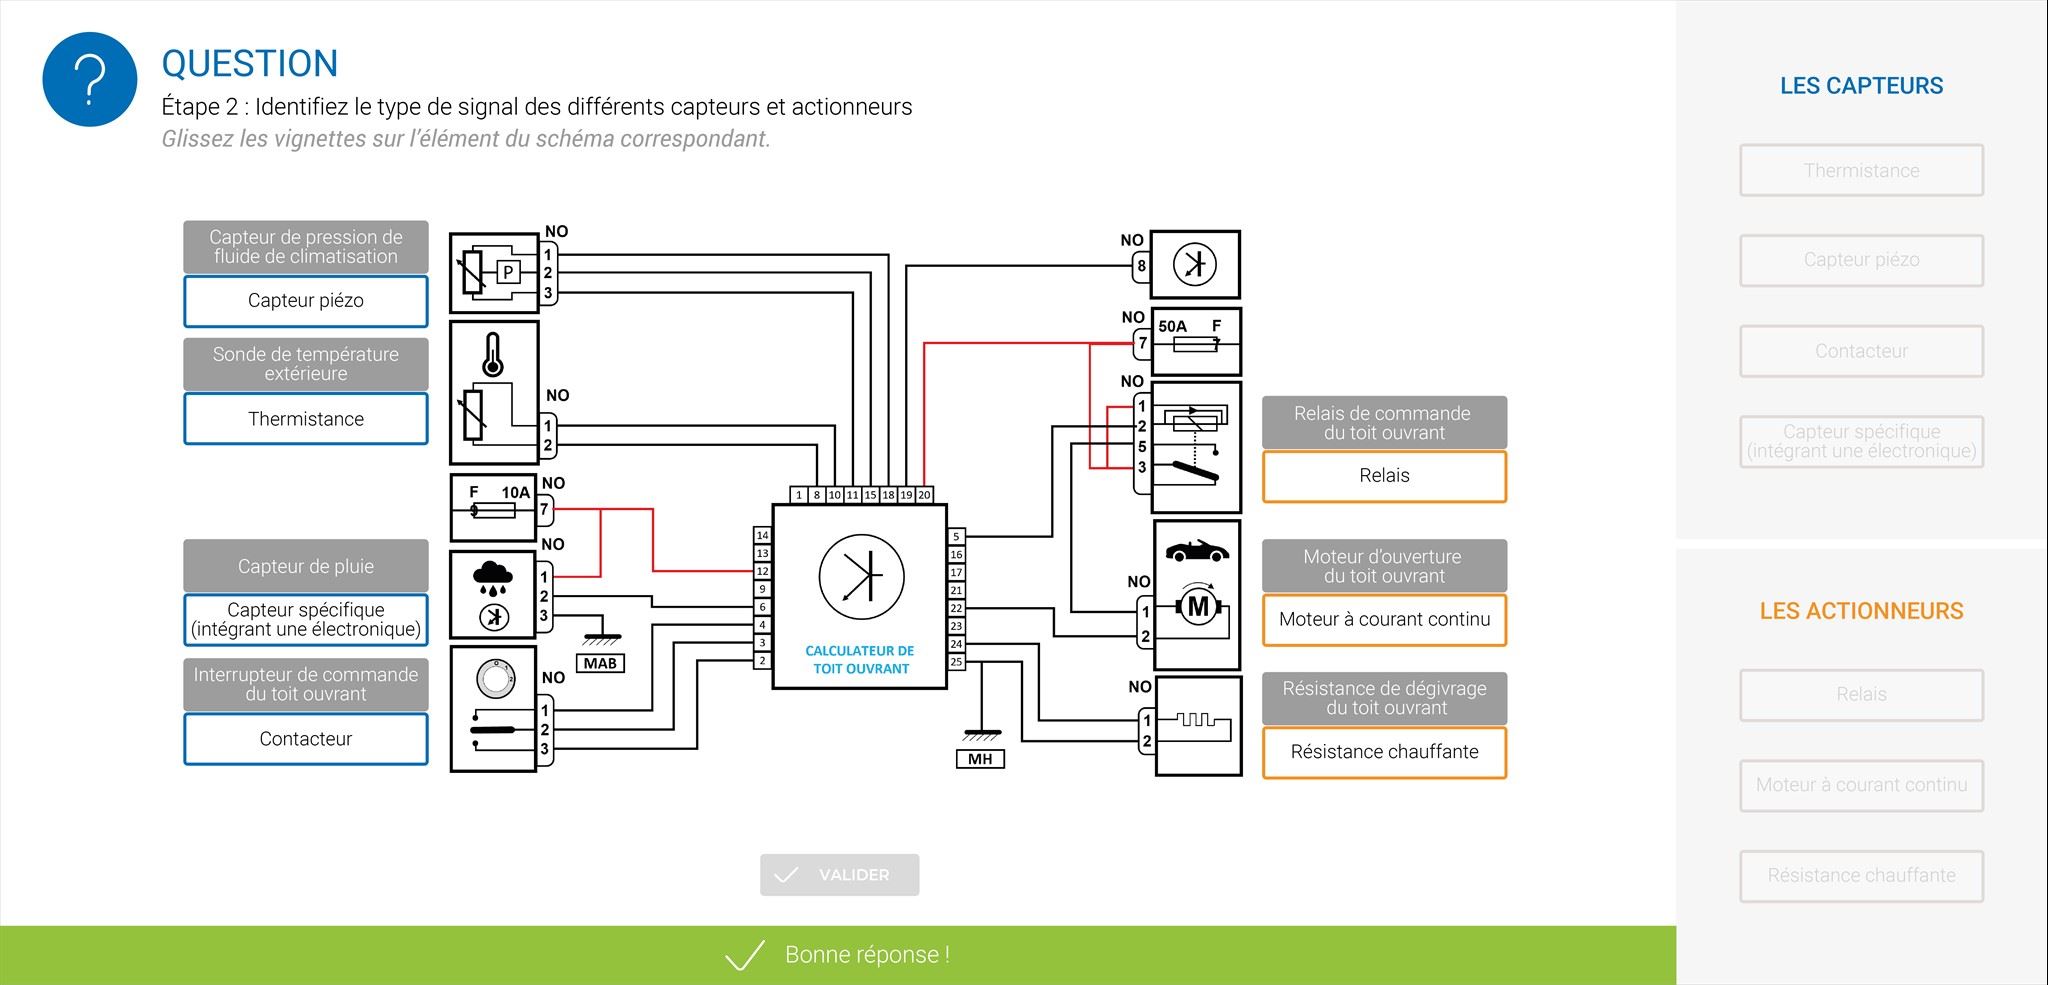 QUESTION
Étape 2 : Identifiez le type de signal des différents capteurs et actionneurs
Glissez les vignettes sur l'élément du schéma correspondant.
Capteur de pression de
fluide de climatisation
Capteur piézo
Sonde de température
extérieure
Thermistance
Capteur de pluie
Capteur spécifique
(intégrant une électronique)
Interrupteur de commande
du toit ouvrant
Contacteur
NO
P
1
2
3
NO
1
2
F 10A
9
NO
7
NO
1
2
3
MAB
0
1
2
NO
1
2
3
1 8 10 11 15 18 19 20
14
13
12
9
6
4
3
2
5
16
17
21
22
23
24
25
CALCULATEUR DE
TOIT OUVRANT
MH
NO
8
NO
7
50A F
7
NO
1
2
5
3
NO
1
2
M
NO
1
2
Relais de commande
du toit ouvrant
Relais
Moteur d'ouverture
du toit ouvrant
Moteur à courant continu
Résistance de dégivrage
du toit ouvrant
Résistance chauffante
VALIDER
Bonne réponse !
LES CAPTEURS
Thermistance
Capteur piézo
Contacteur
Capteur spécifique
(intégrant une électronique)
LES ACTIONNEURS
Relais
Moteur à courant continu
Résistance chauffante